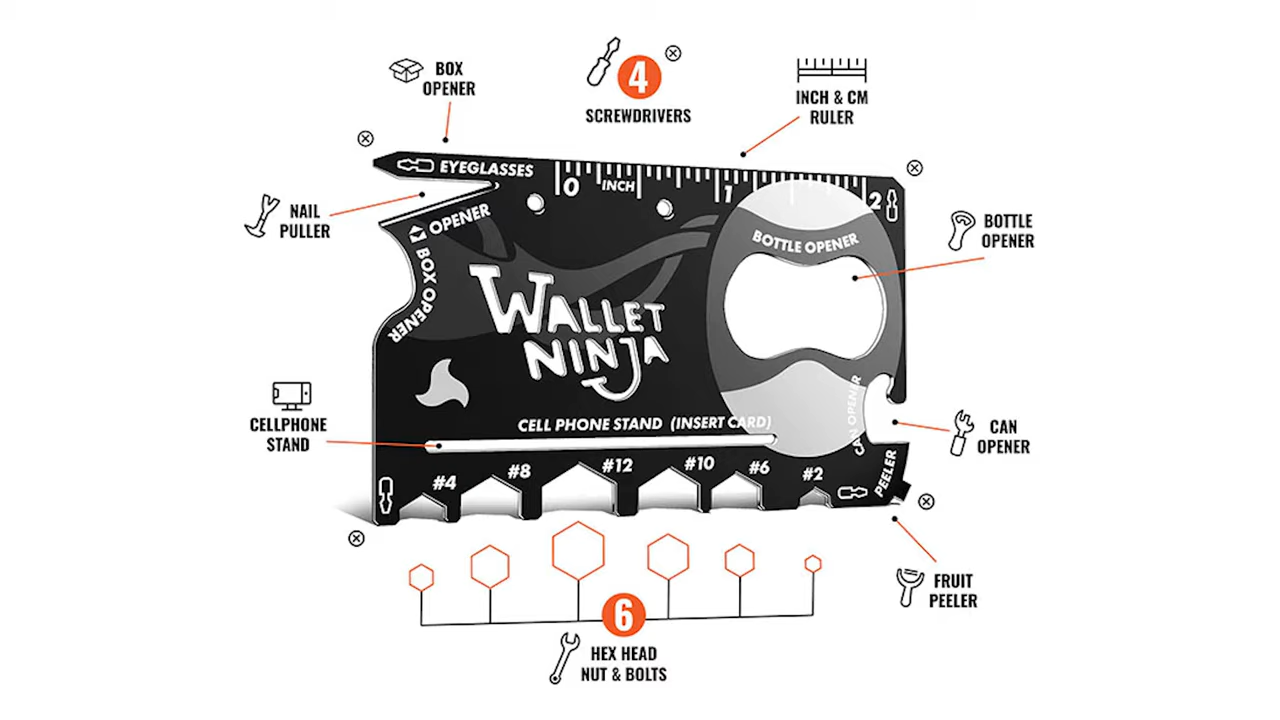 BOX
OPENER
4
SCREWDRIVERS
INCH & CM
RULER
EYEGLASSES
0
INCH
1
2
NAIL
PULLER
OPENER
BOX OPENER
BOTTLE OPENER
BOTTLE
OPENER
WALLET
NINJA
CELLPHONE
STAND
CELL PHONE STAND (INSERT CARD)
CAN OPENER
CAN
OPENER
#4
#8
#12
#10
#6
#2
PEELER
FRUIT
PEELER
6
HEX HEAD
NUT & BOLTS